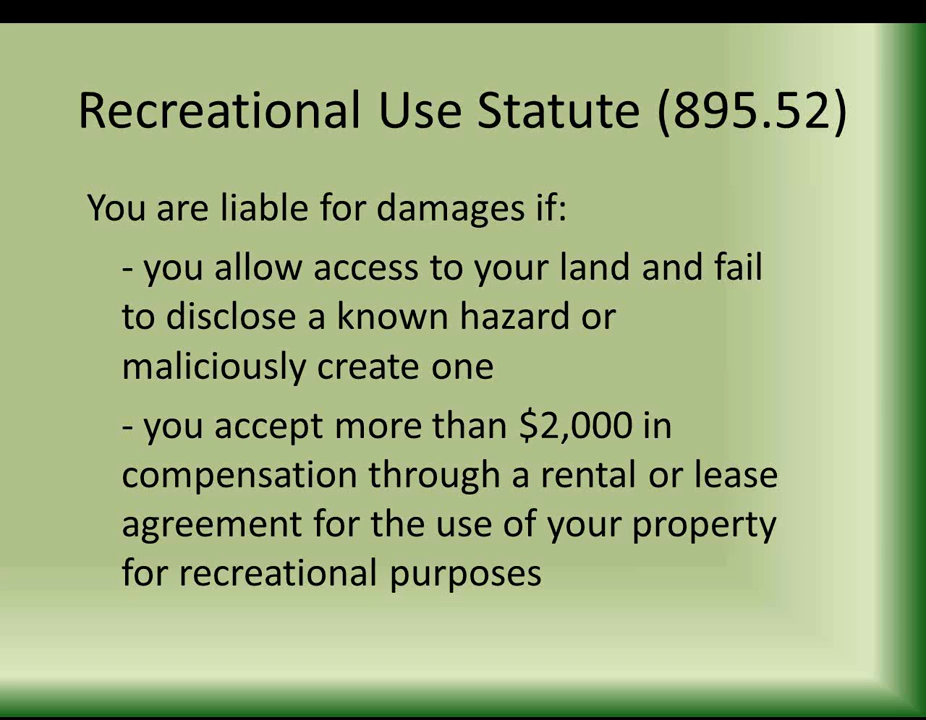 Recreational Use Statute (895.52)
You are liable for damages if:
- you allow access to your land and fail
to disclose a known hazard or
maliciously create one
- you accept more than $2,000 in
compensation through a rental or lease
agreement for the use of your property
for recreational purposes